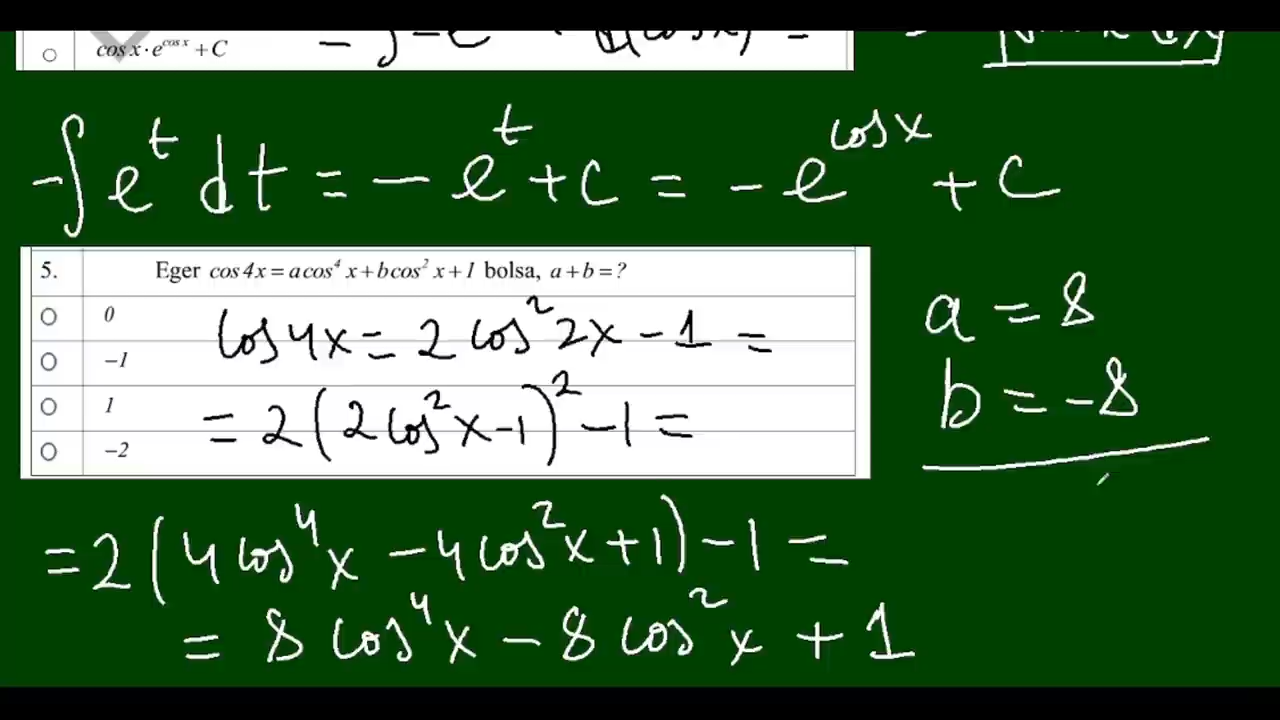 cos x · e^{cos x} + C
-∫ e^t dt = - e^t + c = - e^{cos x} + C
5. Eger cos 4x = a cos⁴ x + b cos² x + 1 bolsa, a + b = ?
0
−1
1
−2
cos 4x = 2 cos² 2x - 1 =
= 2 (2 cos² x - 1)² - 1 =
= 2 (4 cos⁴ x - 4 cos² x + 1) - 1 =
= 8 cos⁴ x - 8 cos² x + 1
a = 8
b = -8